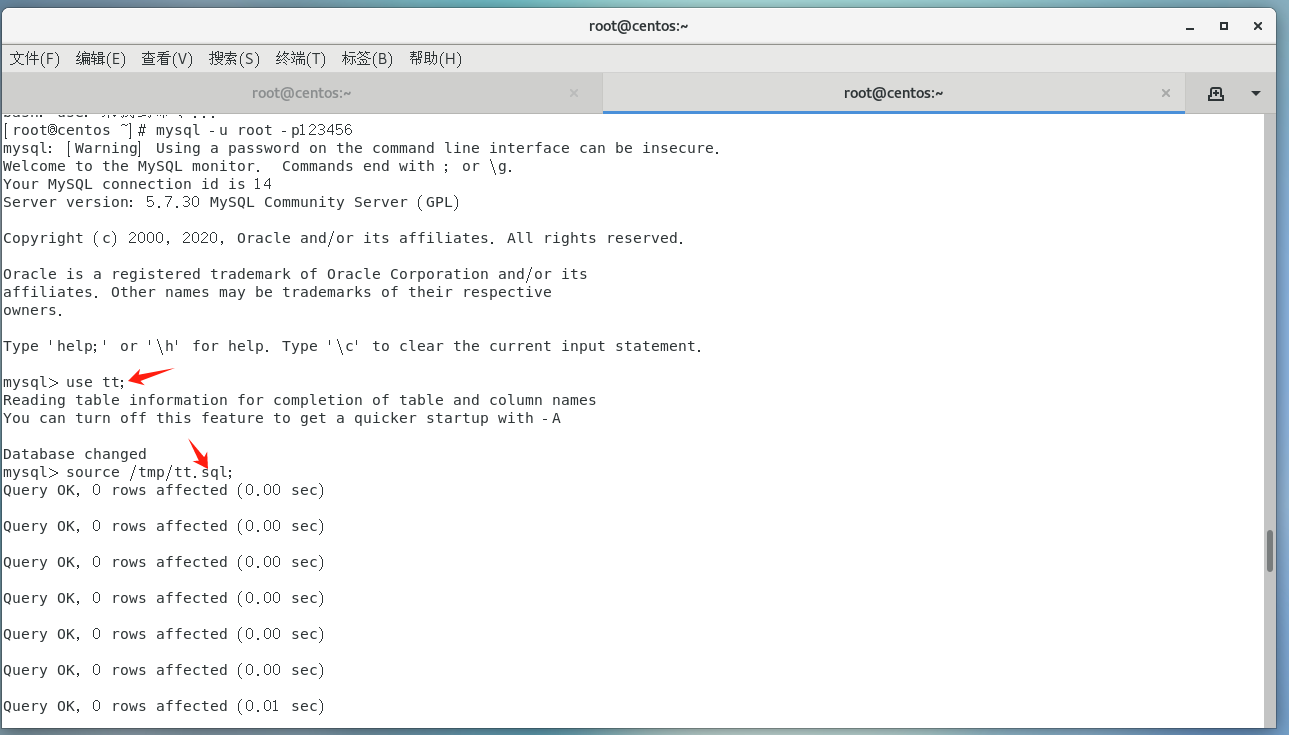 root@centos:~
文件(F) 编辑(E) 查看(V) 搜索(S) 终端(T) 标签(B) 帮助(H)
root@centos:~ × root@centos:~ ×
[root@centos ~]# mysql -u root -p123456
mysql: [Warning] Using a password on the command line interface can be insecure.
Welcome to the MySQL monitor.  Commands end with ; or \g.
Your MySQL connection id is 14
Server version: 5.7.30 MySQL Community Server (GPL)
Copyright (c) 2000, 2020, Oracle and/or its affiliates. All rights reserved.
Oracle is a registered trademark of Oracle Corporation and/or its
affiliates. Other names may be trademarks of their respective
owners.
Type 'help;' or '\h' for help. Type '\c' to clear the current input statement.
mysql> use tt;
Reading table information for completion of table and column names
You can turn off this feature to get a quicker startup with -A
Database changed
mysql> source /tmp/tt.sql;
Query OK, 0 rows affected (0.00 sec)
Query OK, 0 rows affected (0.00 sec)
Query OK, 0 rows affected (0.00 sec)
Query OK, 0 rows affected (0.00 sec)
Query OK, 0 rows affected (0.00 sec)
Query OK, 0 rows affected (0.00 sec)
Query OK, 0 rows affected (0.01 sec)